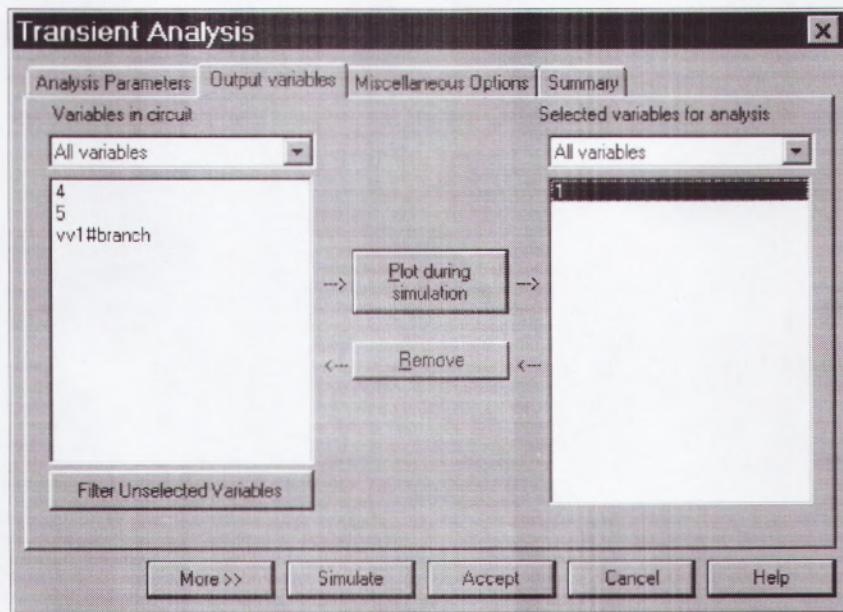 Transient Analysis
Analysis Parameters Output variables Miscellaneous Options Summary
Variables in circuit
Selected variables for analysis
All variables
All variables
4
5
vv1#branch
1
---> Plot during simulation --->
<--- Remove <---
Filter Unselected Variables
More >> Simulate Accept Cancel Help